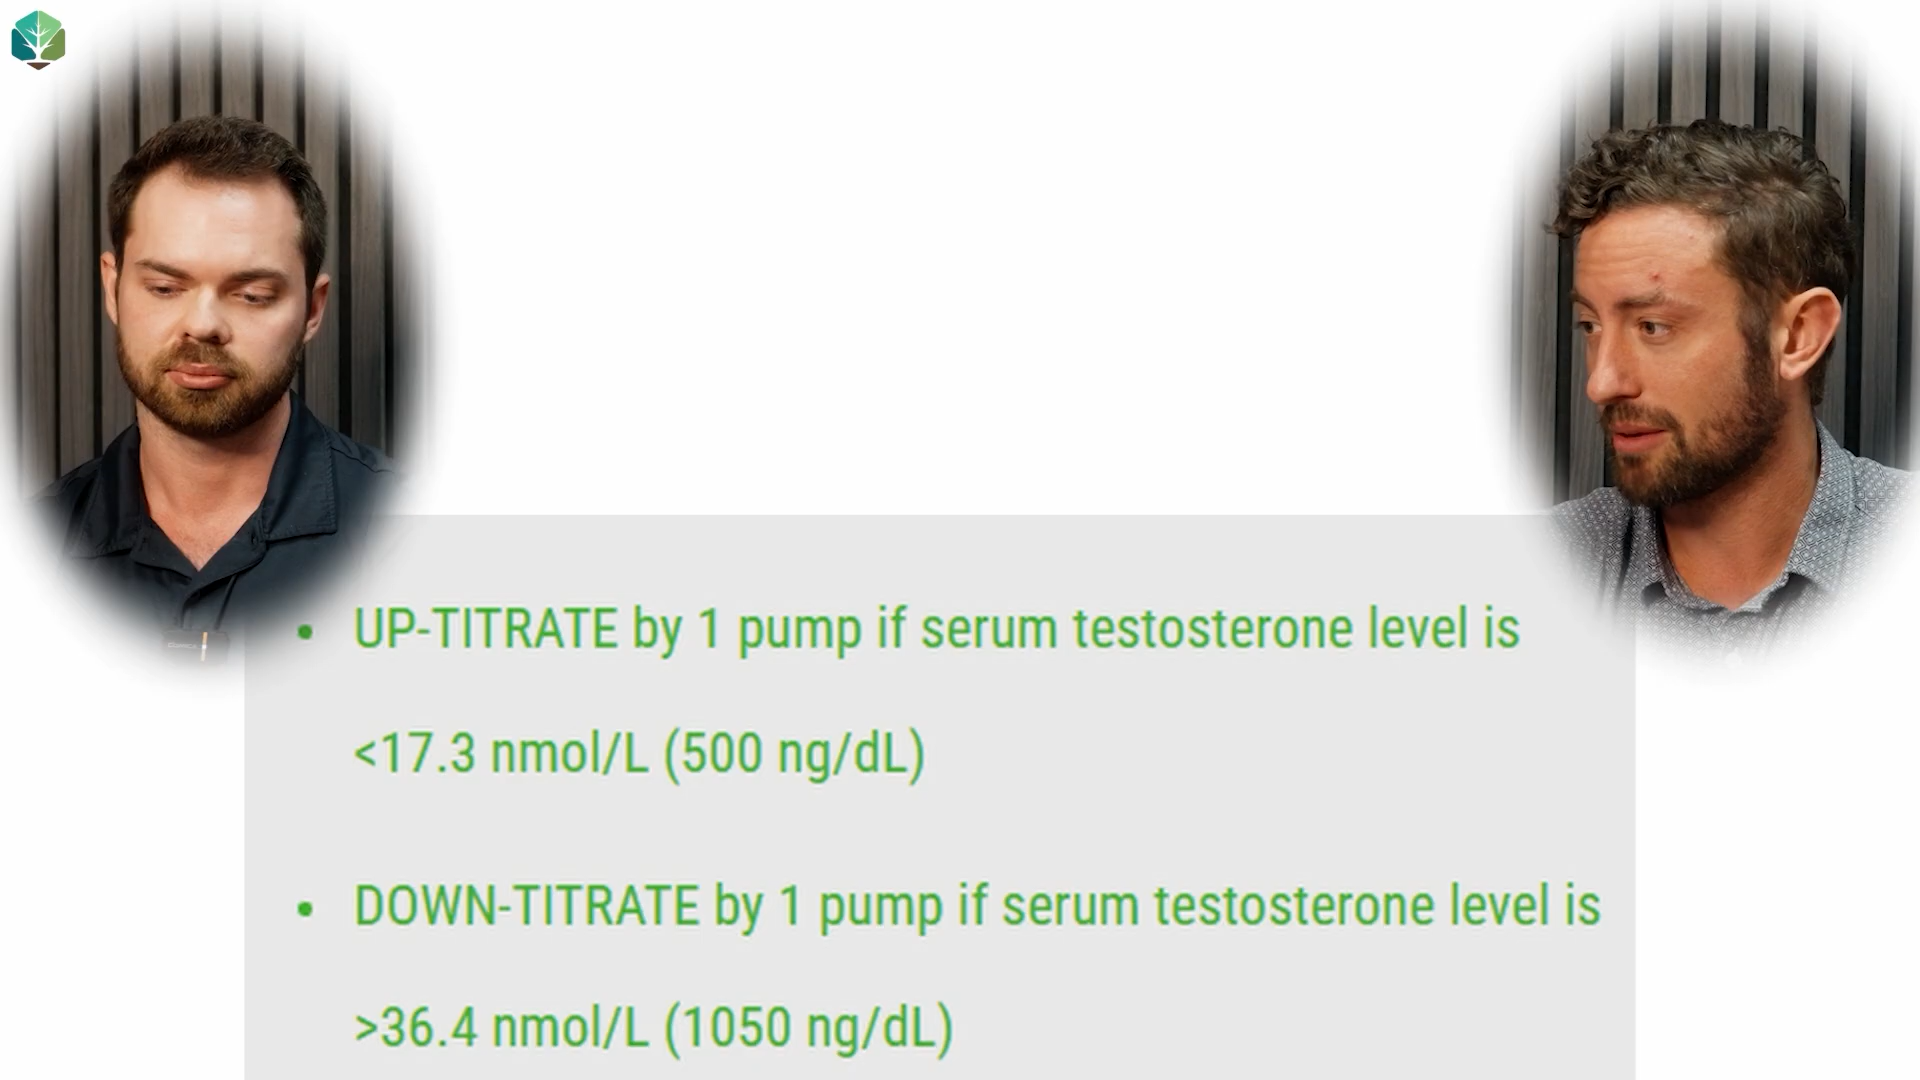 • UP-TITRATE by 1 pump if serum testosterone level is
<17.3 nmol/L (500 ng/dL)
• DOWN-TITRATE by 1 pump if serum testosterone level is
>36.4 nmol/L (1050 ng/dL)